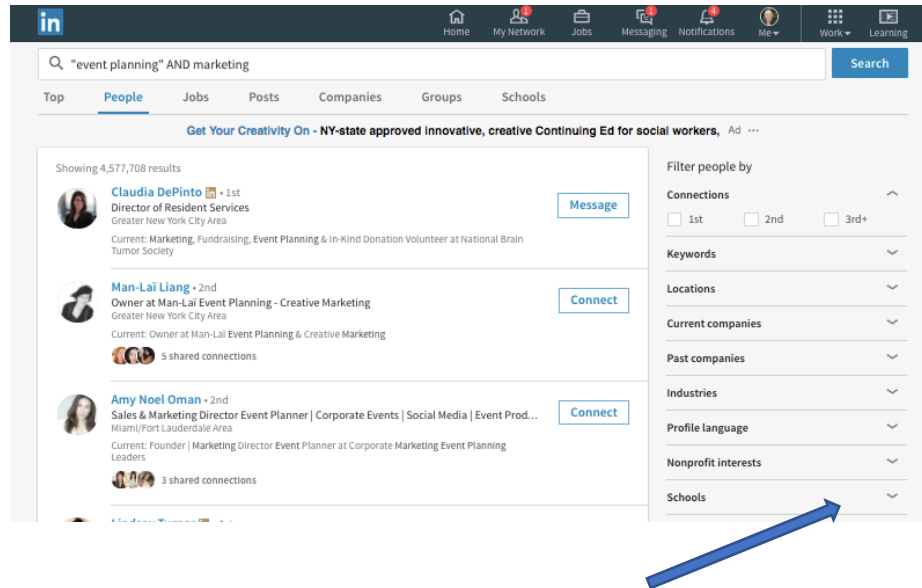 in
1
1
4
Home My Network Jobs Messaging Notifications Me Work Learning
"event planning" AND marketing
Search
Top People Jobs Posts Companies Groups Schools
Get Your Creativity On - NY-state approved innovative, creative Continuing Ed for social workers, Ad ...
Showing 4,577,708 results
Claudia DePinto in • 1st
Director of Resident Services
Greater New York City Area
Current: Marketing, Fundraising, Event Planning & In-Kind Donation Volunteer at National Brain
Tumor Society
Message
Man-Laï Liang • 2nd
Owner at Man-Laï Event Planning - Creative Marketing
Greater New York City Area
Current: Owner at Man-Laï Event Planning & Creative Marketing
5 shared connections
Connect
Amy Noel Oman • 2nd
Sales & Marketing Director Event Planner | Corporate Events | Social Media | Event Prod...
Miami/Fort Lauderdale Area
Current: Founder | Marketing Director Event Planner at Corporate Marketing Event Planning
Leaders
3 shared connections
Connect
Filter people by
Connections
1st 2nd 3rd+
Keywords
Locations
Current companies
Past companies
Industries
Profile language
Nonprofit interests
Schools